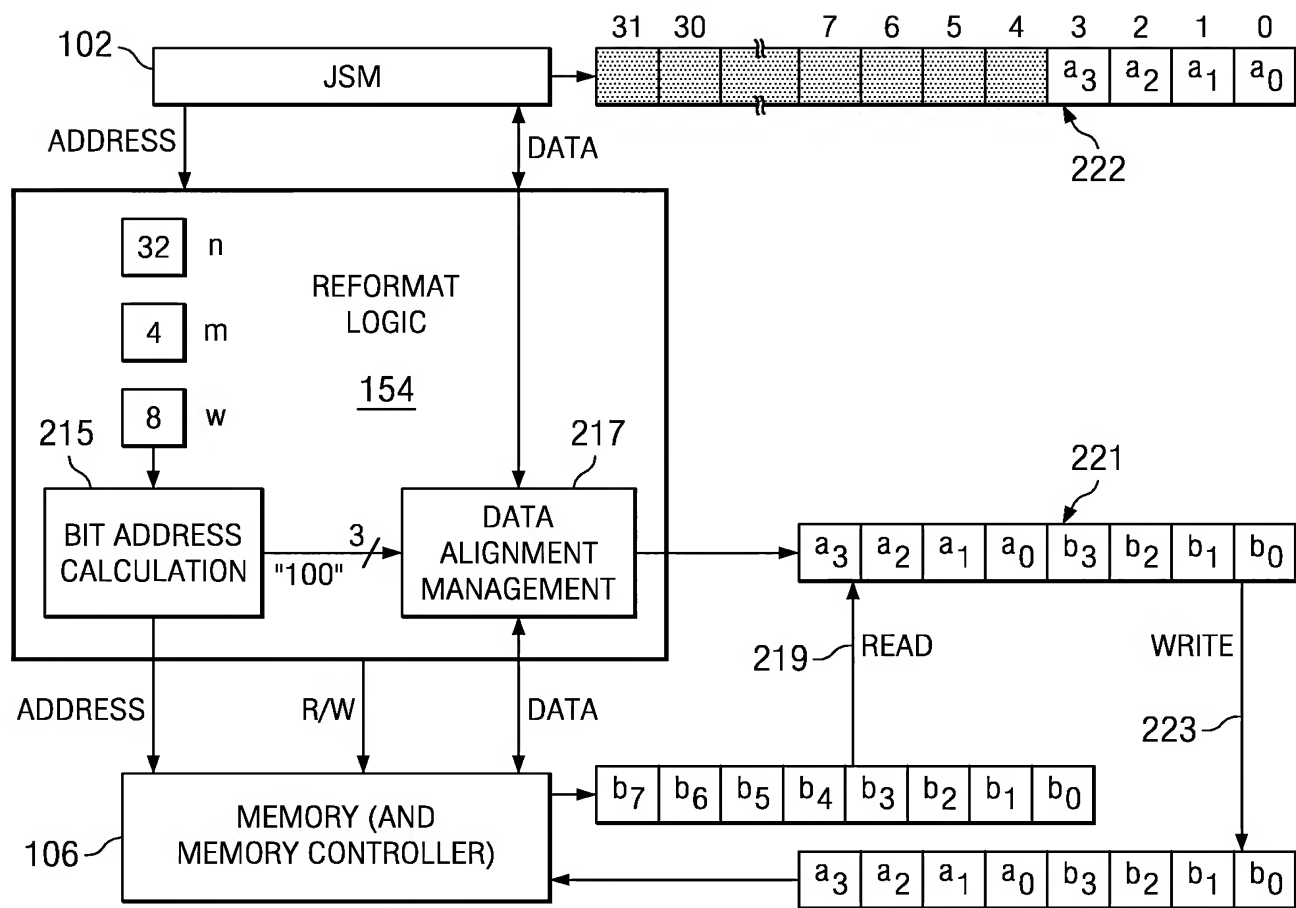 31 30 7 6 5 4 3 2 1 0
102 JSM a3 a2 a1 a0
ADDRESS DATA 222
32 n
REFORMAT
LOGIC
4 m
154
8 w
215 217 221
BIT ADDRESS
CALCULATION
3
"100"
DATA
ALIGNMENT
MANAGEMENT
a3 a2 a1 a0 b3 b2 b1 b0
219 READ WRITE
ADDRESS R/W DATA 223
b7 b6 b5 b4 b3 b2 b1 b0
106 MEMORY (AND
MEMORY CONTROLLER)
a3 a2 a1 a0 b3 b2 b1 b0